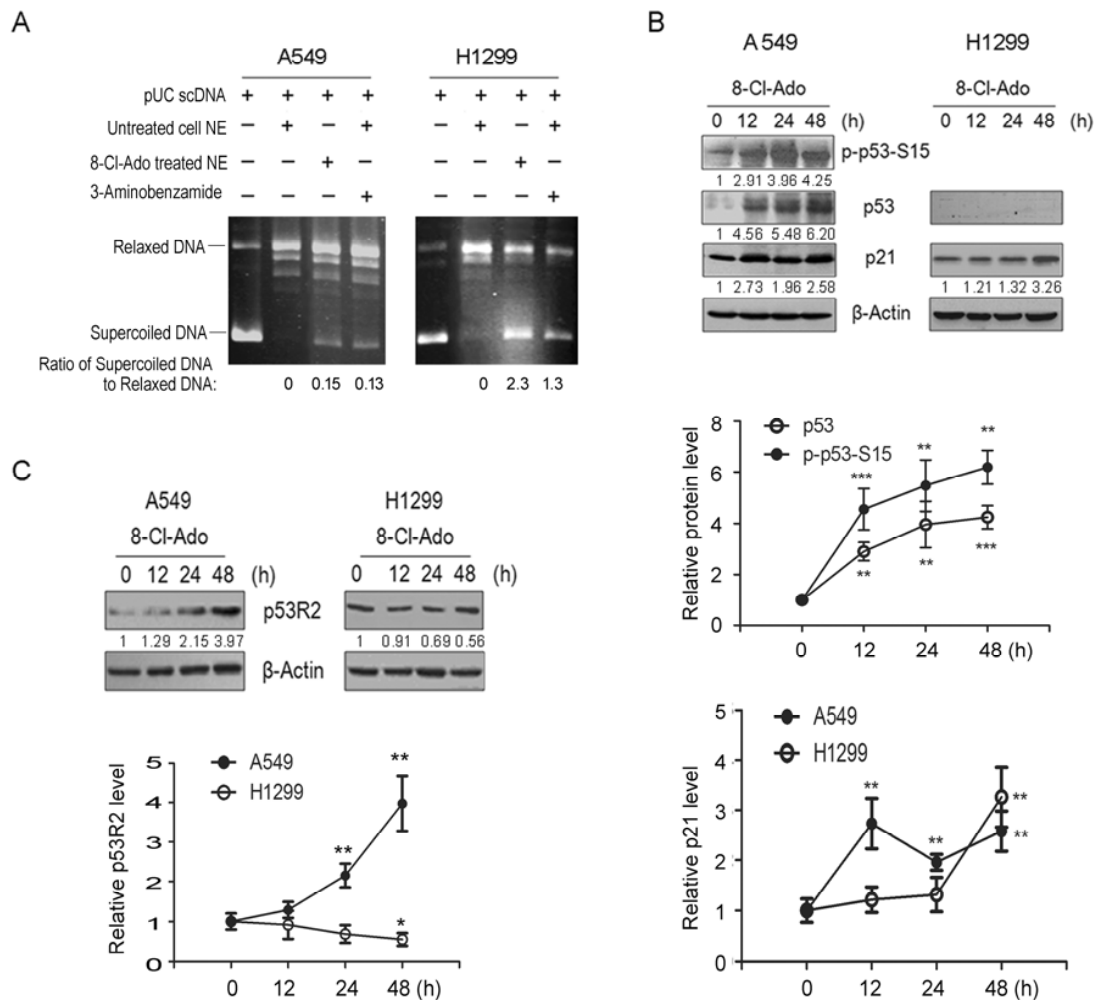 A
A549
H1299
pUC scDNA + + + + + + + +
Untreated cell NE − + − + − + − +
8-Cl-Ado treated NE − − + − − − + −
3-Aminobenzamide − − − + − − − +
Relaxed DNA
Supercoiled DNA
Ratio of Supercoiled DNA
to Relaxed DNA: 0 0.15 0.13 0 2.3 1.3
B
A549 H1299
8-Cl-Ado 8-Cl-Ado
0 12 24 48 (h) 0 12 24 48 (h)
p-p53-S15
1 2.91 3.96 4.25
p53
1 4.56 5.48 6.20
p21
1 2.73 1.96 2.58 1 1.21 1.32 3.26
β-Actin
Relative protein level
8
6
4
2
0
p53
p-p53-S15
*** ** **
** ** ***
0 12 24 48 (h)
Relative p21 level
5
4
3
2
1
0
A549
H1299
** ** ** **
0 12 24 48 (h)
C
A549 H1299
8-Cl-Ado 8-Cl-Ado
0 12 24 48 (h) 0 12 24 48 (h)
p53R2
1 1.29 2.15 3.97 1 0.91 0.69 0.56
β-Actin
Relative p53R2 level
5
4
3
2
1
0
A549
H1299
** ** *
0 12 24 48 (h)